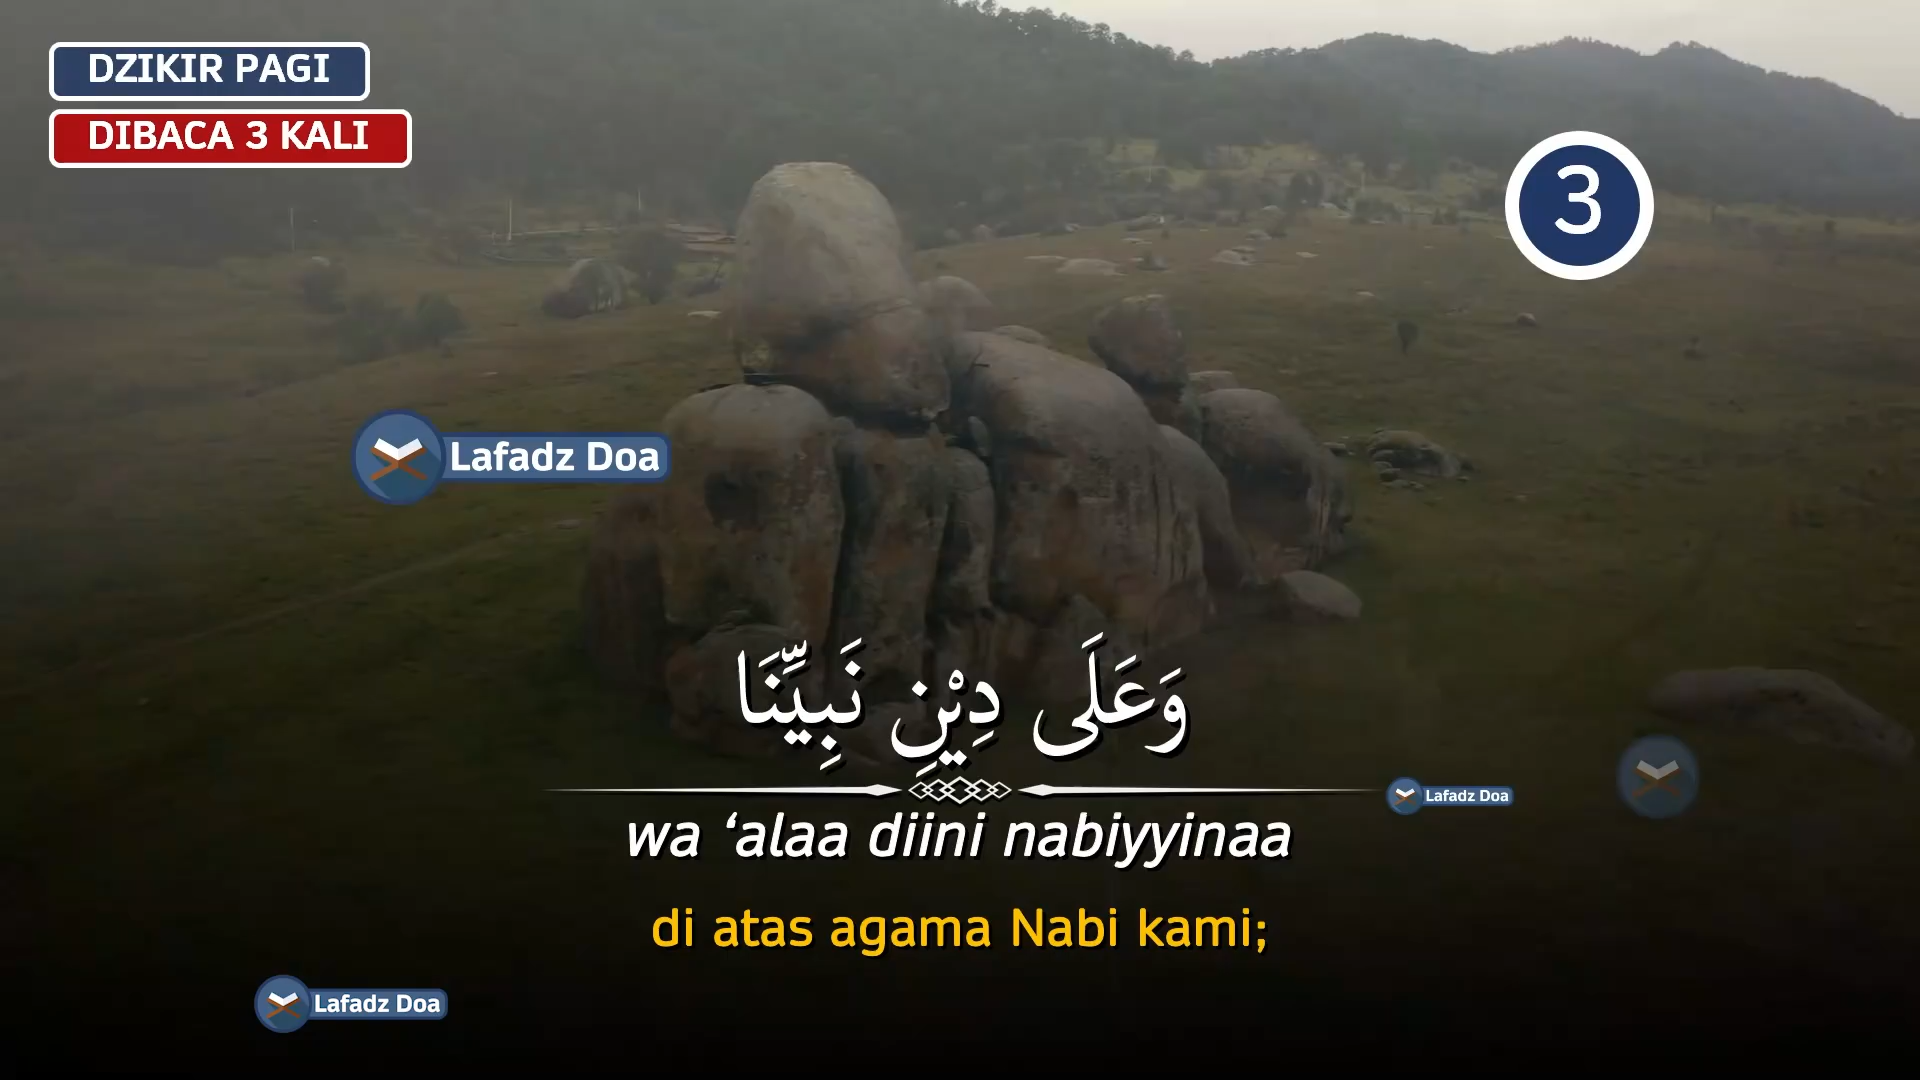 DZIKIR PAGI
DIBACA 3 KALI
3
Lafadz Doa
وَعَلَى دِيْنِ نَبِيِّنَا
Lafadz Doa
wa ‘alaa diini nabiyyinaa
di atas agama Nabi kami;
Lafadz Doa